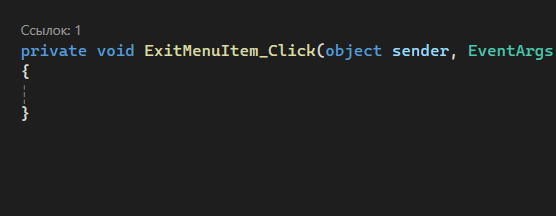 Ссылок: 1
private void ExitMenuItem_Click(object sender, EventArgs
{
}